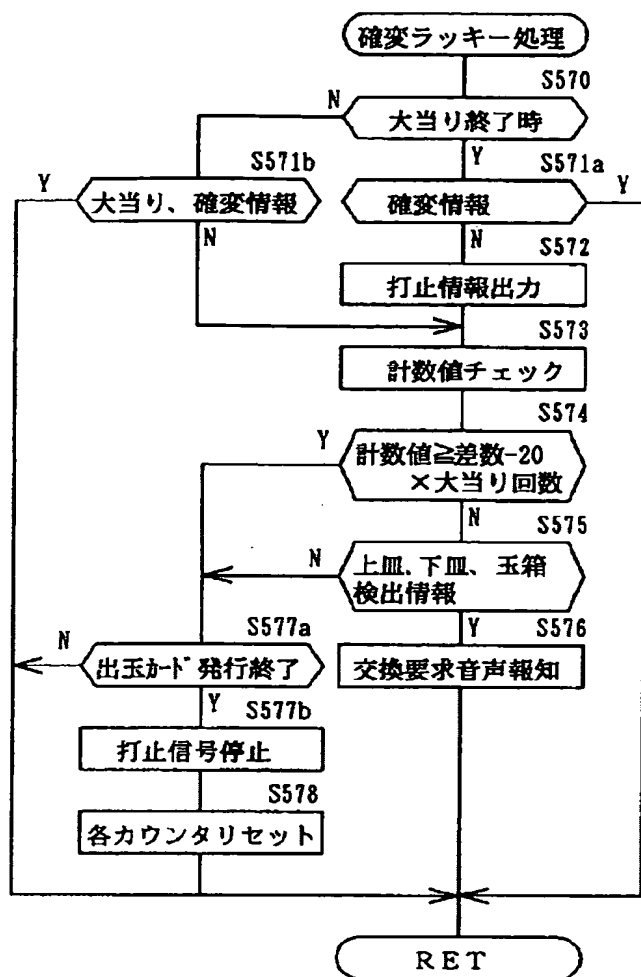 確変ラッキー処理
S570
N
大当り終了時
S571b
Y
S571a
Y
大当り、確変情報
確変情報
Y
N
N
S572
打止情報出力
S573
計数値チェック
S574
Y
計数値≧差数-20
×大当り回数
N
S575
N
上皿、下皿、玉箱
検出情報
S577a
Y
S576
N
出玉ｶｰﾄﾞ発行終了
交換要求音声報知
Y
S577b
打止信号停止
S578
各カウンタリセット
RET